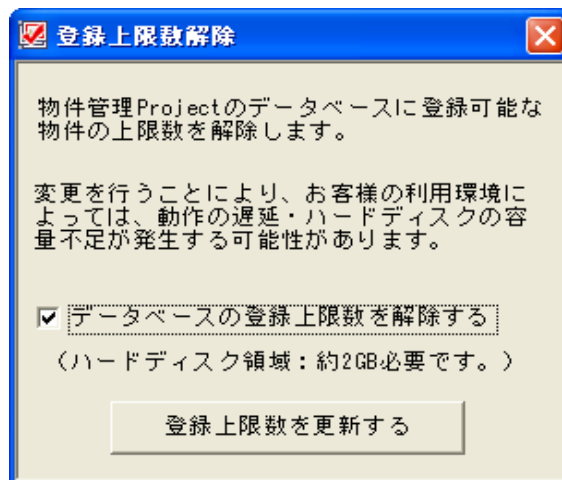 登録上限数解除
物件管理Projectのデータベースに登録可能な
物件の上限数を解除します。
変更を行うことにより、お客様の利用環境に
よっては、動作の遅延・ハードディスクの容
量不足が発生する可能性があります。
データベースの登録上限数を解除する
（ハードディスク領域：約2GB必要です。）
登録上限数を更新する